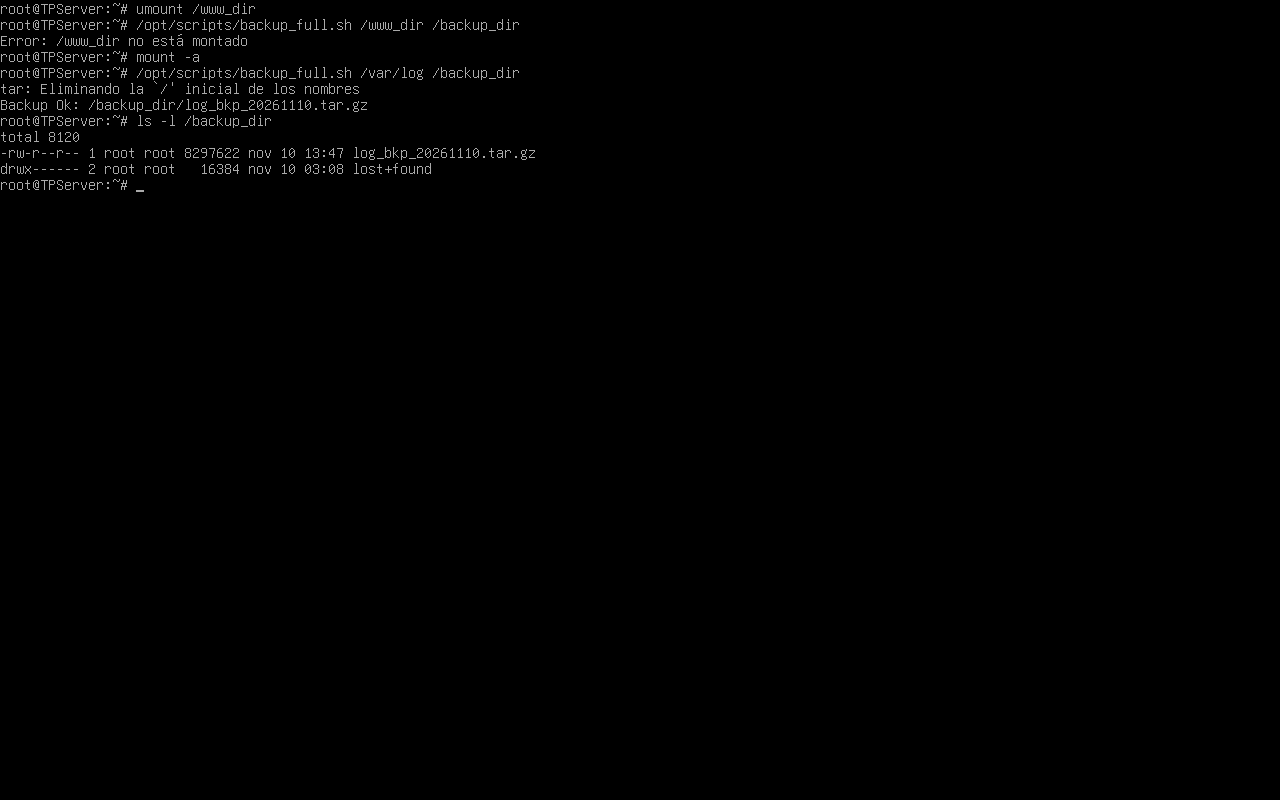 root@TPServer:~# umount /www_dir
root@TPServer:~# /opt/scripts/backup_full.sh /www_dir /backup_dir
Error: /www_dir no está montado
root@TPServer:~# mount -a
root@TPServer:~# /opt/scripts/backup_full.sh /var/log /backup_dir
tar: Eliminando la `/' inicial de los nombres
Backup Ok: /backup_dir/log_bkp_20261110.tar.gz
root@TPServer:~# ls -l /backup_dir
total 8120
-rw-r--r-- 1 root root 8297622 nov 10 13:47 log_bkp_20261110.tar.gz
drwx------ 2 root root   16384 nov 10 03:08 lost+found
root@TPServer:~# _